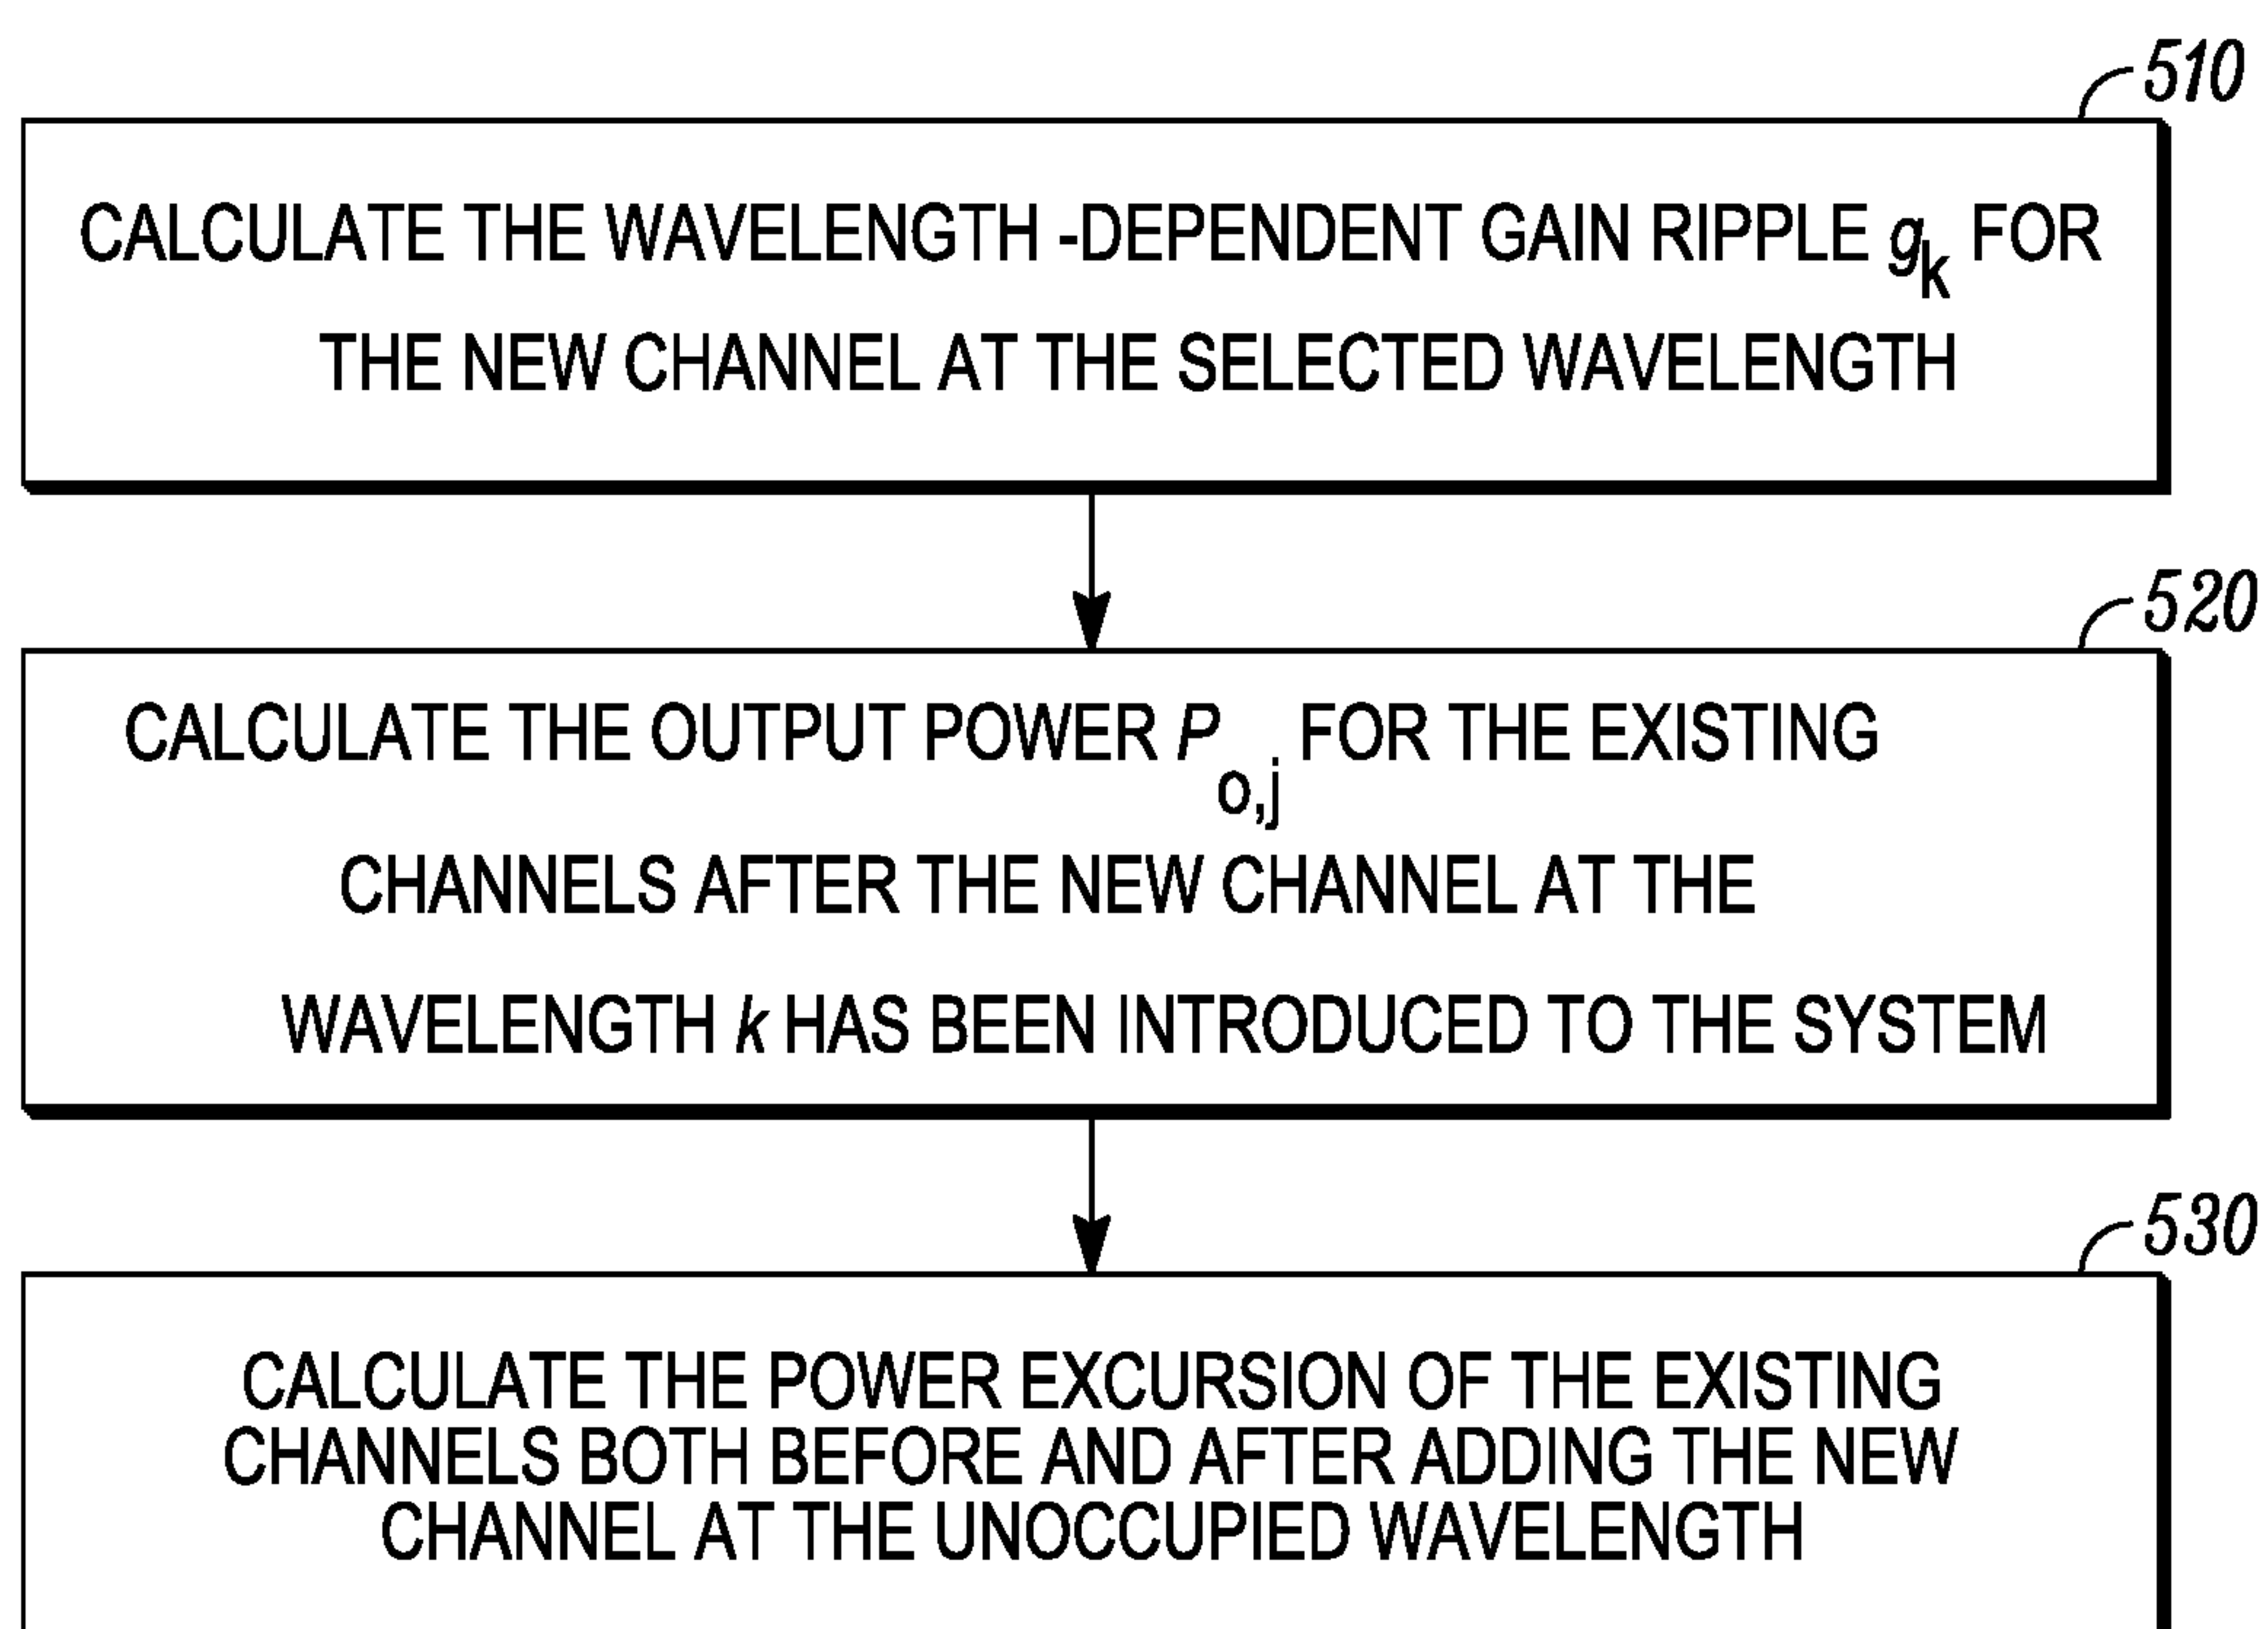 510
CALCULATE THE WAVELENGTH -DEPENDENT GAIN RIPPLE gk FOR
THE NEW CHANNEL AT THE SELECTED WAVELENGTH
520
CALCULATE THE OUTPUT POWER Po,j FOR THE EXISTING
CHANNELS AFTER THE NEW CHANNEL AT THE
WAVELENGTH k HAS BEEN INTRODUCED TO THE SYSTEM
530
CALCULATE THE POWER EXCURSION OF THE EXISTING
CHANNELS BOTH BEFORE AND AFTER ADDING THE NEW
CHANNEL AT THE UNOCCUPIED WAVELENGTH